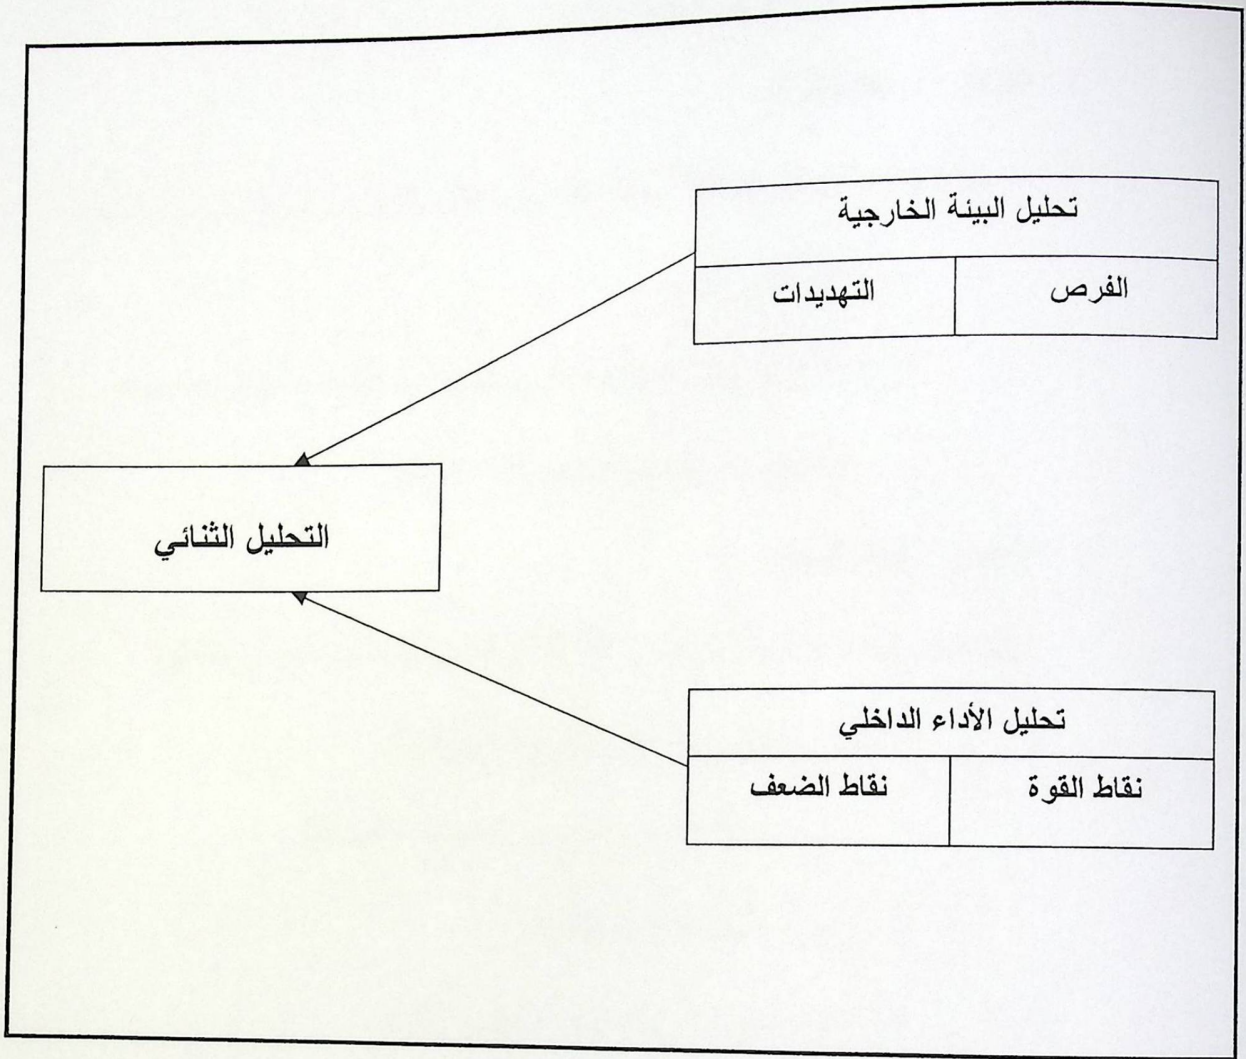 تحليل البيئة الخارجية
الفرص
التهديدات
التحليل الثنائي
تحليل الأداء الداخلي
نقاط القوة
نقاط الضعف